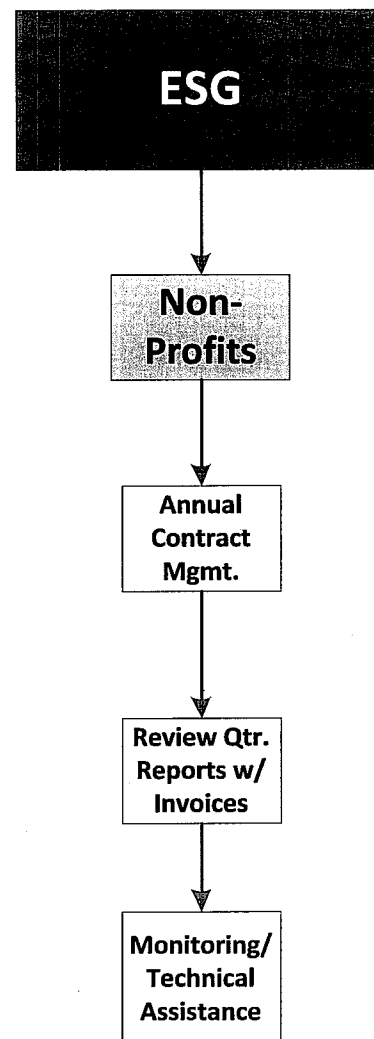 ESG
Non-
Profits
Annual
Contract
Mgmt.
Review Qtr.
Reports w/
Invoices
Monitoring/
Technical
Assistance